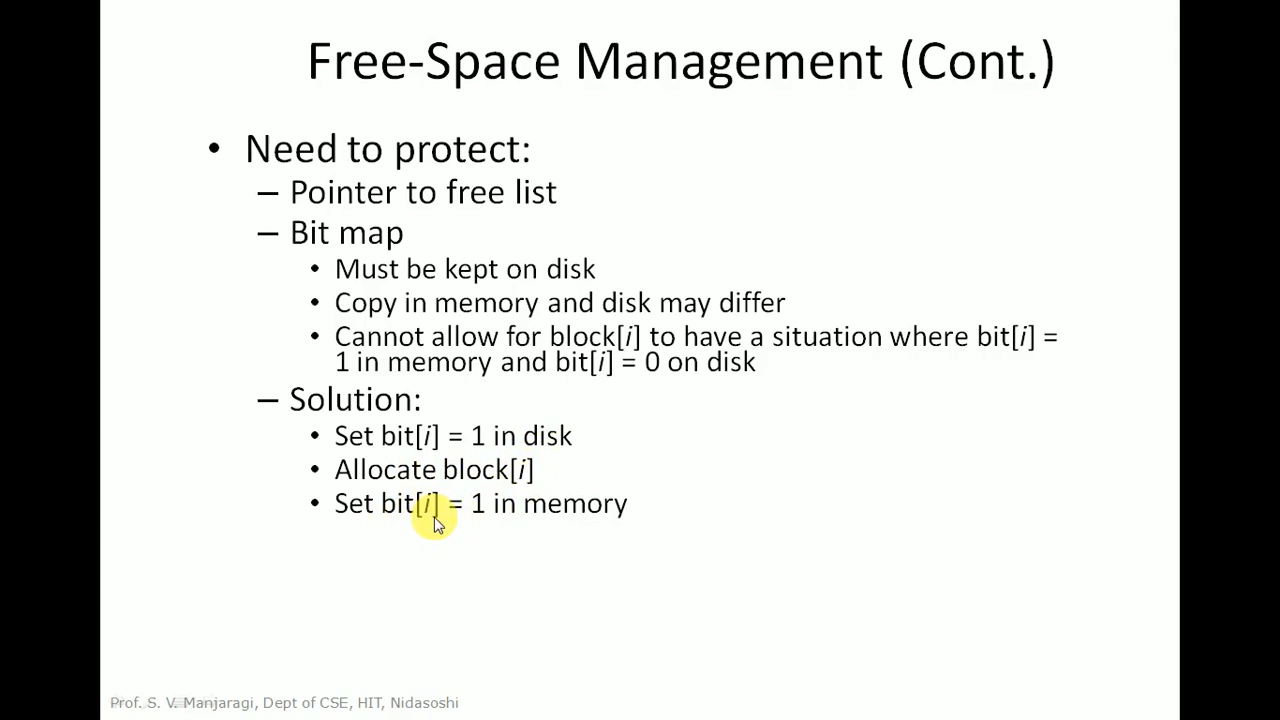 Free-Space Management (Cont.)
• Need to protect:
– Pointer to free list
– Bit map
• Must be kept on disk
• Copy in memory and disk may differ
• Cannot allow for block[i] to have a situation where bit[i] =
1 in memory and bit[i] = 0 on disk
– Solution:
• Set bit[i] = 1 in disk
• Allocate block[i]
• Set bit[i] = 1 in memory
Prof. S. V. Manjaragi, Dept of CSE, HIT, Nidasoshi